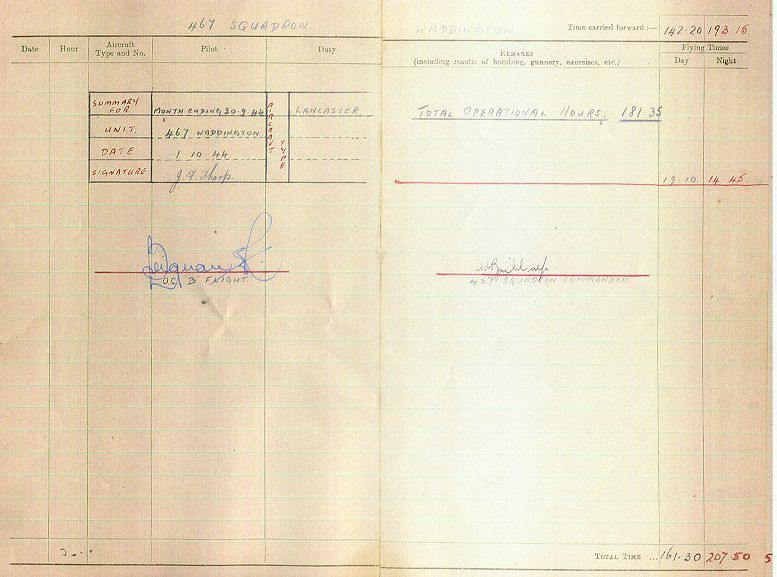 467 SQUADRON
WADDINGTON
Time carried forward :— 142·20 193·15
Date Hour Aircraft Type and No. Pilot Duty
REMARKS
(including results of bombing, gunnery, exercises, etc.)
Flying Times
Day Night
SUMMARY FOR MONTH ENDING 30-9-44
UNIT 467 WADDINGTON
DATE 1·10·44
SIGNATURE J.D. Thorp.
AIRCRAFT TYPE
LANCASTER
TOTAL OPERATIONAL HOURS. 181·35
19·10 14·45
OC 'B' FLIGHT
467 SQUADRON COMMANDER
TOTAL TIME ... 161·30 207·50
5